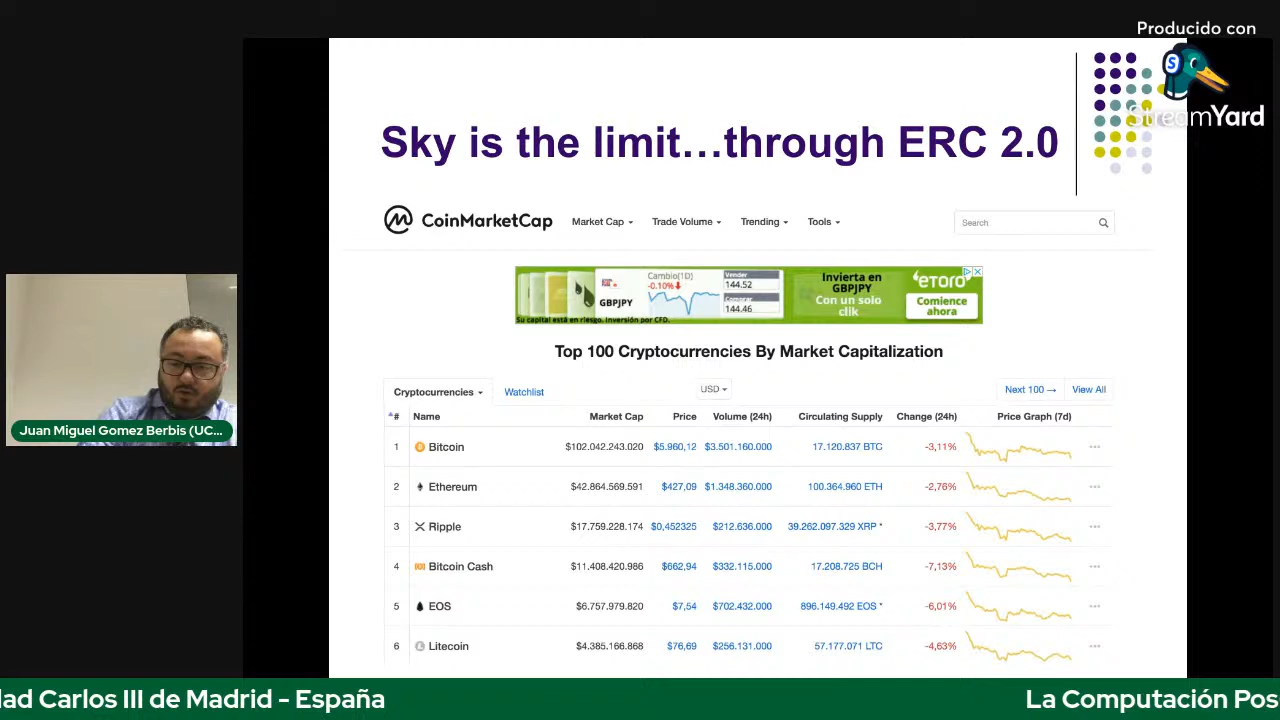 Producido con
StreamYard
Sky is the limit...through ERC 2.0
CoinMarketCap
Market Cap
Trade Volume
Trending
Tools
Search
Cambio(1D)
-0.10%
GBPJPY
Vender
144.52
Comprar
144.46
Invierta en
GBPJPY
Con un solo
clik
eToro
Comience
ahora
Su capital está en riesgo. Inversión por CFD.
Top 100 Cryptocurrencies By Market Capitalization
Cryptocurrencies Watchlist USD Next 100 → View All
# Name Market Cap Price Volume (24h) Circulating Supply Change (24h) Price Graph (7d)
1 Bitcoin $102.042.243.020 $5.960,12 $3.501.160.000 17.120.837 BTC -3,11%
2 Ethereum $42.864.569.591 $427,09 $1.348.360.000 100.364.960 ETH -2,76%
3 Ripple $17.759.228.174 $0,452325 $212.636.000 39.262.097.329 XRP * -3,77%
4 Bitcoin Cash $11.408.420.986 $662,94 $332.115.000 17.208.725 BCH -7,13%
5 EOS $6.757.979.820 $7,54 $702.432.000 896.149.492 EOS * -6,01%
6 Litecoin $4.385.166.868 $76,69 $256.131.000 57.177.071 LTC -4,63%
Juan Miguel Gomez Berbis (UC...
dad Carlos III de Madrid - España
La Computación Pos